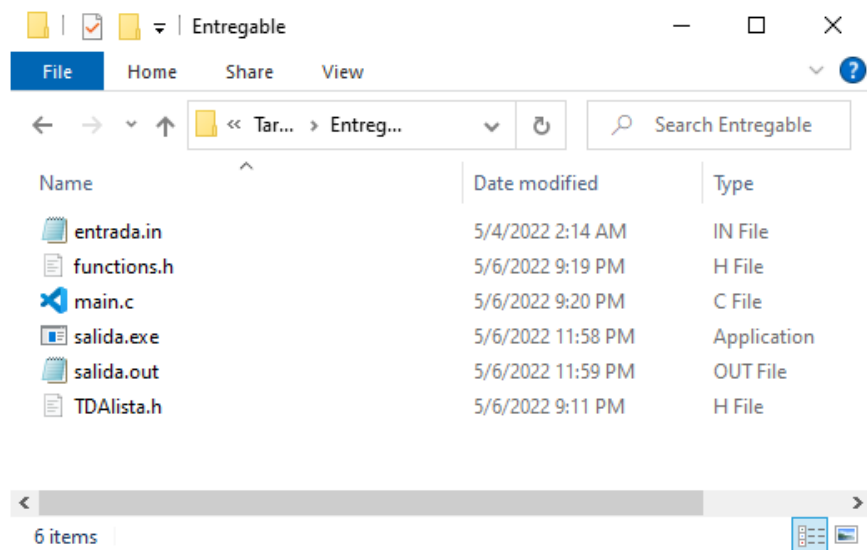 Entregable
File Home Share View
« Tar... › Entreg... Search Entregable
Name Date modified Type
entrada.in 5/4/2022 2:14 AM IN File
functions.h 5/6/2022 9:19 PM H File
main.c 5/6/2022 9:20 PM C File
salida.exe 5/6/2022 11:58 PM Application
salida.out 5/6/2022 11:59 PM OUT File
TDAlista.h 5/6/2022 9:11 PM H File
6 items